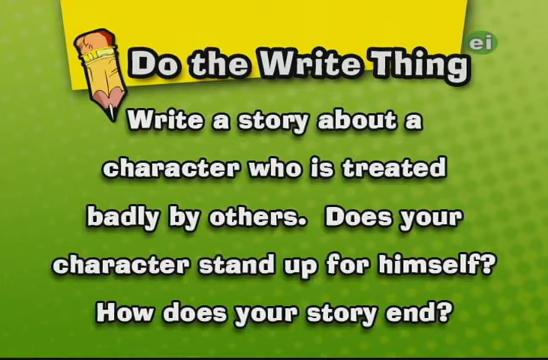 ei
Do the Write Thing
Write a story about a
character who is treated
badly by others. Does your
character stand up for himself?
How does your story end?